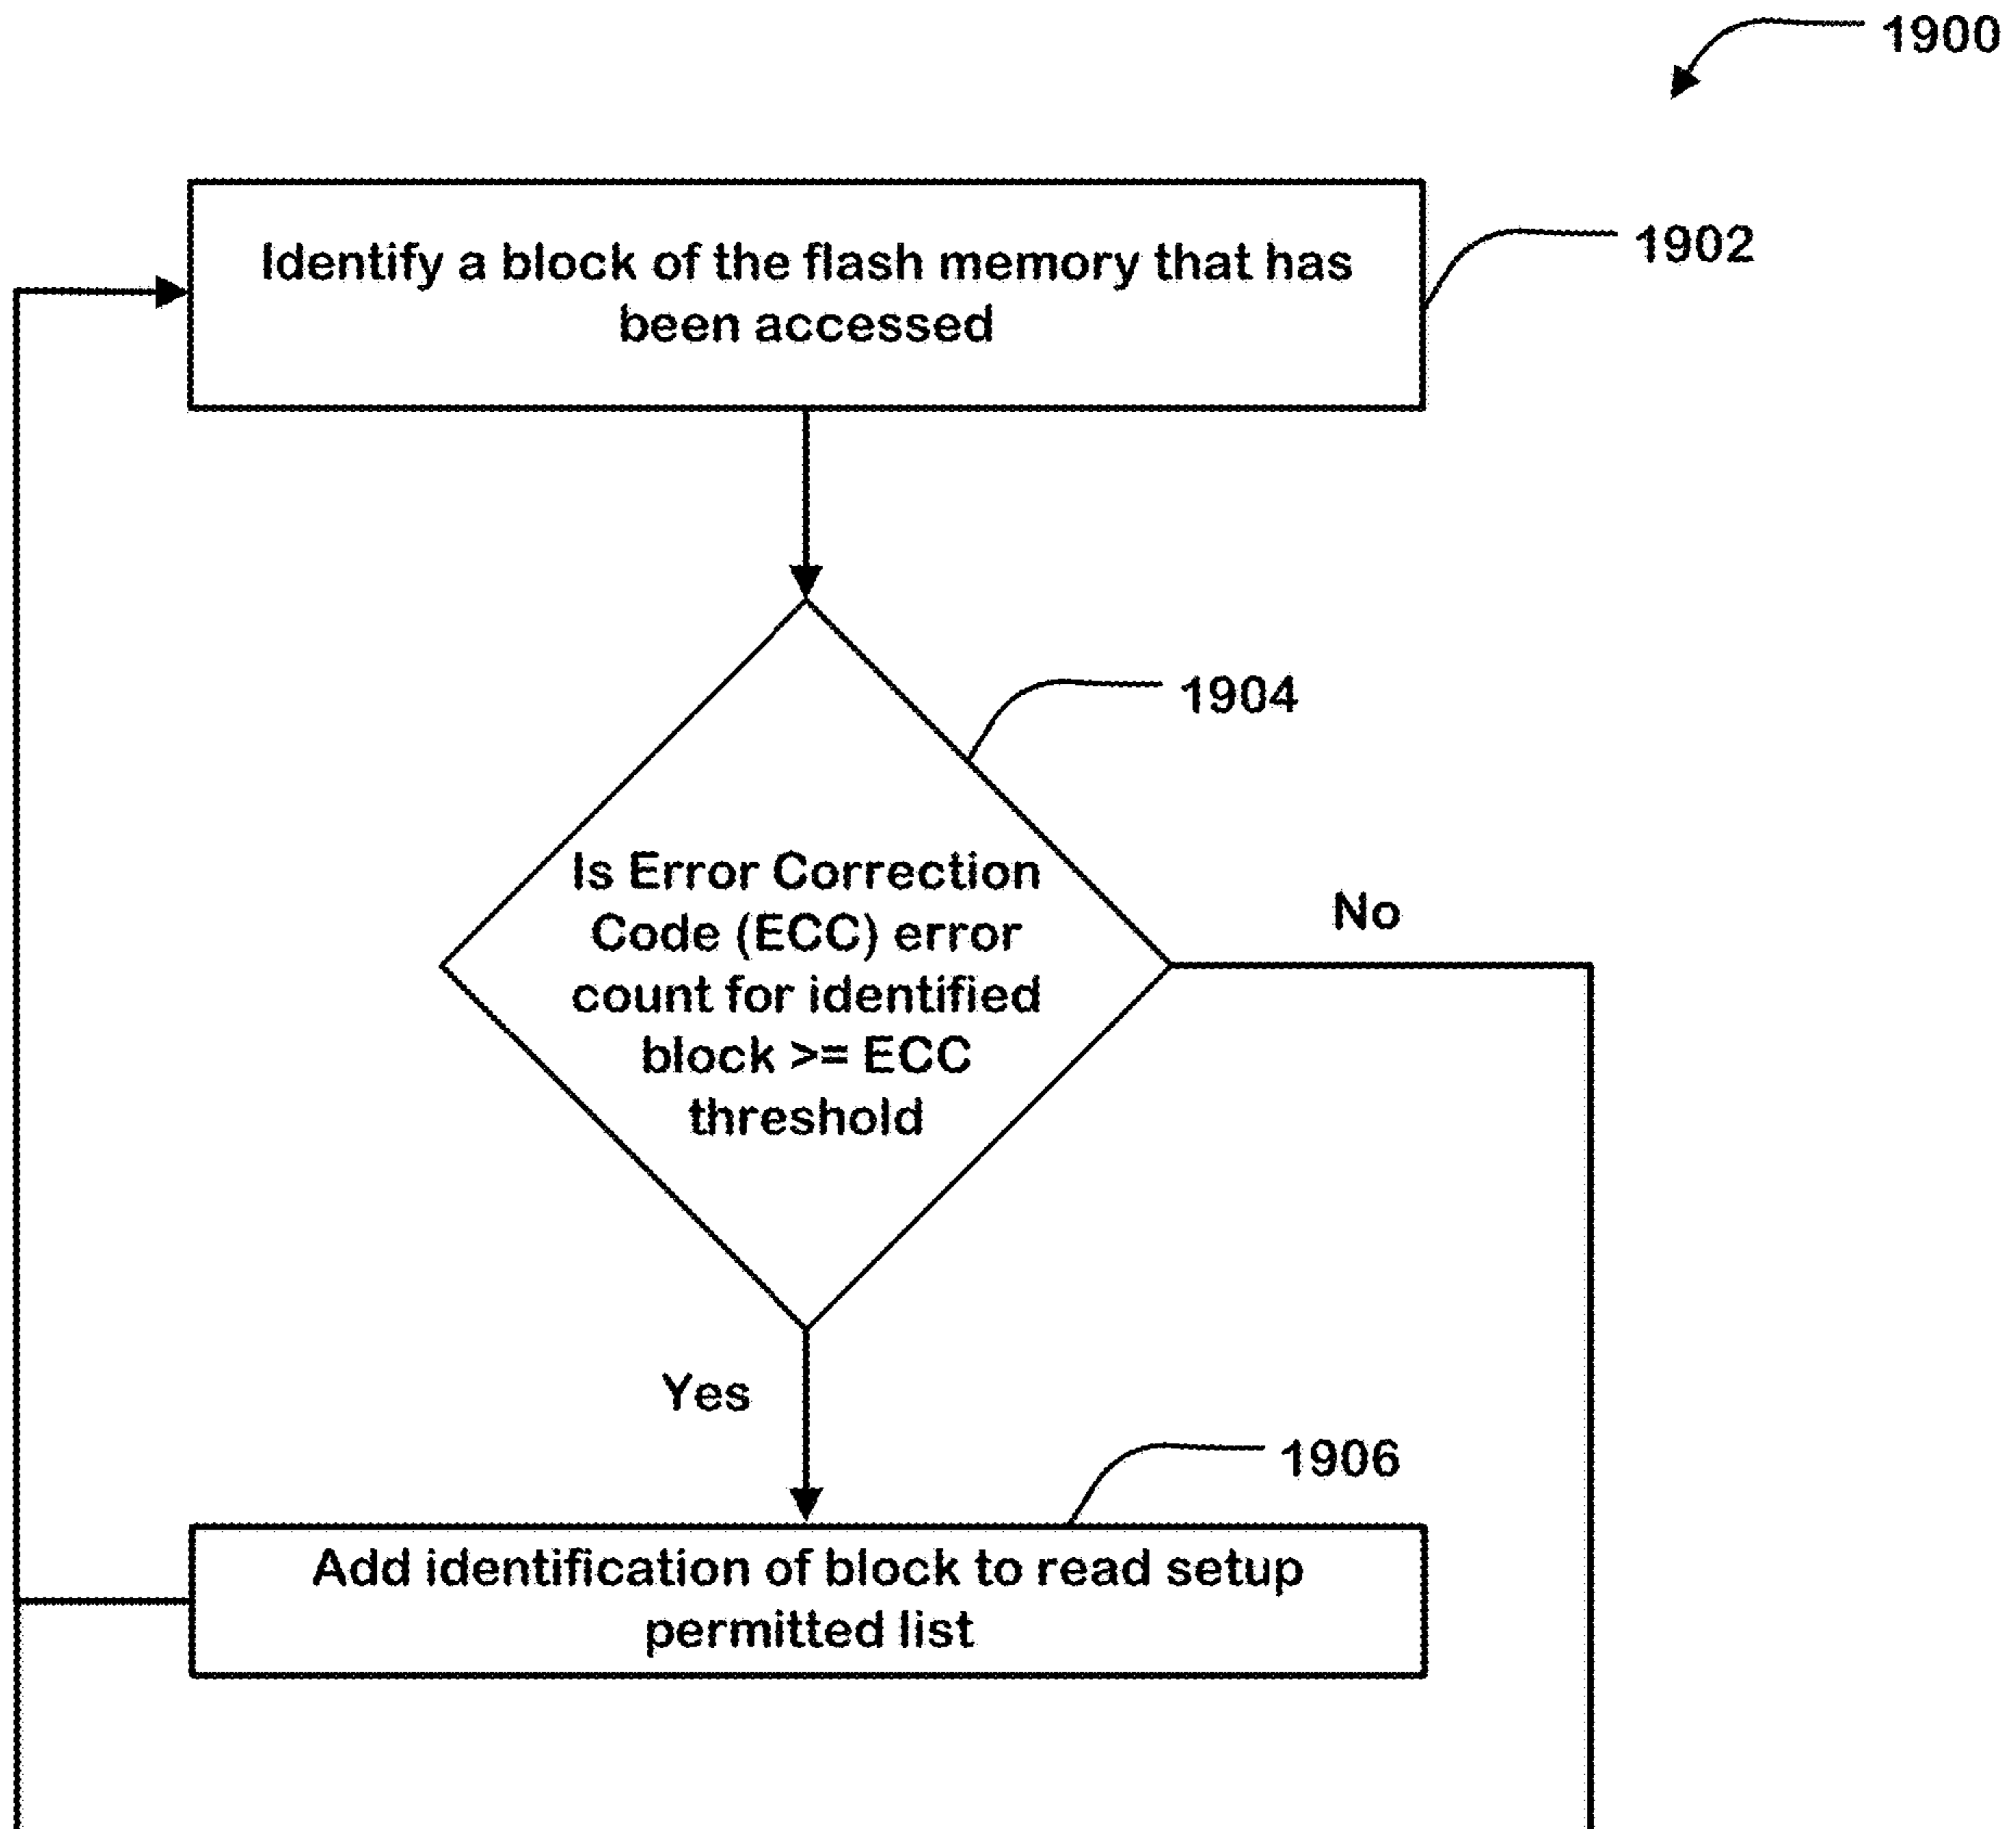 1900
Identify a block of the flash memory that has
been accessed
1902
1904
Is Error Correction
Code (ECC) error
count for identified
block >= ECC
threshold
No
Yes
1906
Add identification of block to read setup
permitted list